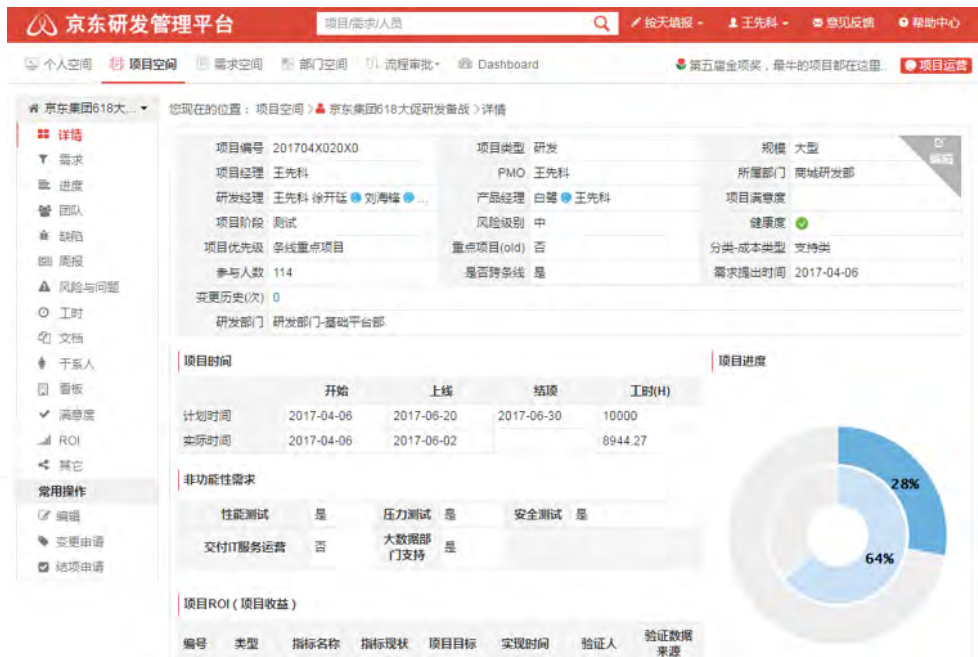 京东研发管理平台 项目/需求/人员 按天填报 王先科 意见反馈 帮助中心
个人空间 项目空间 需求空间 部门空间 流程审批 Dashboard 第五届金项奖，最牛的项目都在这里.. 项目运营
京东集团618大... 您现在的位置：项目空间 > 京东集团618大促研发备战 > 详情
详情
需求
进度
团队
缺陷
周报
风险与问题
工时
文档
干系人
看板
满意度
ROI
其它
常用操作
编辑
变更申请
结项申请
项目编号 201704X020X0 项目类型 研发 规模 大型 编辑
项目经理 王先科 PMO 王先科 所属部门 商城研发部
研发经理 王先科 徐开廷 刘海锋 ... 产品经理 白鹭 王先科 项目满意度
项目阶段 测试 风险级别 中 健康度
项目优先级 条线重点项目 重点项目(old) 否 分类-成本类型 支持类
参与人数 114 是否跨条线 是 需求提出时间 2017-04-06
变更历史(次) 0
研发部门 研发部门-基础平台部
项目时间
开始 上线 结项 工时(H)
计划时间 2017-04-06 2017-06-20 2017-06-30 10000
实际时间 2017-04-06 2017-06-02 8944.27
非功能性需求
性能测试 是 压力测试 是 安全测试 是
交付IT服务运营 否 大数据部门支持 是
项目ROI（项目收益）
编号 类型 指标名称 指标现状 项目目标 实现时间 验证人 验证数据来源
项目进度
28%
64%